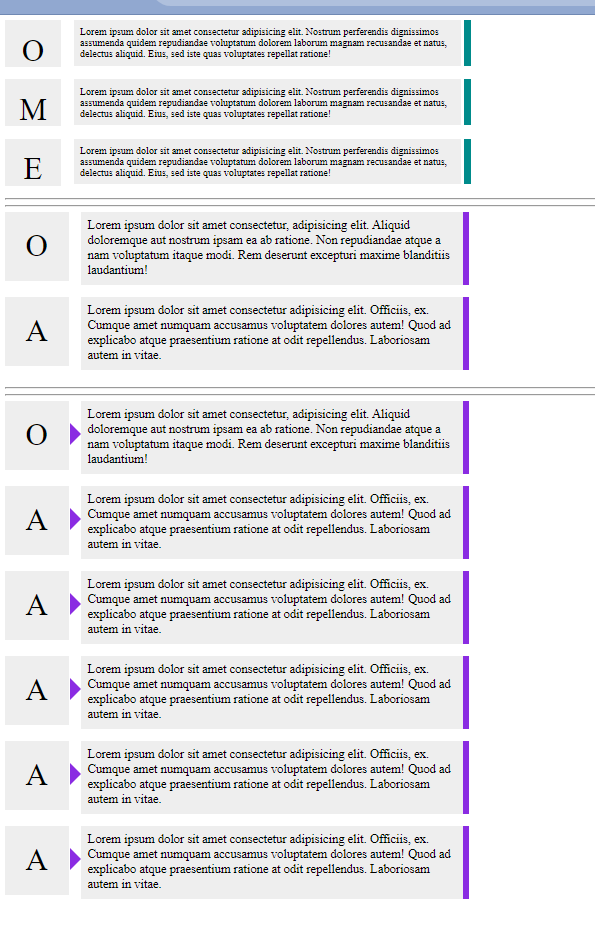 O
Lorem ipsum dolor sit amet consectetur adipisicing elit. Nostrum perferendis dignissimos
assumenda quidem repudiandae voluptatum dolorem laborum magnam recusandae et natus,
delectus aliquid. Eius, sed iste quas voluptates repellat ratione!
M
Lorem ipsum dolor sit amet consectetur adipisicing elit. Nostrum perferendis dignissimos
assumenda quidem repudiandae voluptatum dolorem laborum magnam recusandae et natus,
delectus aliquid. Eius, sed iste quas voluptates repellat ratione!
E
Lorem ipsum dolor sit amet consectetur adipisicing elit. Nostrum perferendis dignissimos
assumenda quidem repudiandae voluptatum dolorem laborum magnam recusandae et natus,
delectus aliquid. Eius, sed iste quas voluptates repellat ratione!
O
Lorem ipsum dolor sit amet consectetur, adipisicing elit. Aliquid
doloremque aut nostrum ipsam ea ab ratione. Non repudiandae atque a
nam voluptatum itaque modi. Rem deserunt excepturi maxime blanditiis
laudantium!
A
Lorem ipsum dolor sit amet consectetur adipisicing elit. Officiis, ex.
Cumque amet numquam accusamus voluptatem dolores autem! Quod ad
explicabo atque praesentium ratione at odit repellendus. Laboriosam
autem in vitae.
O
Lorem ipsum dolor sit amet consectetur, adipisicing elit. Aliquid
doloremque aut nostrum ipsam ea ab ratione. Non repudiandae atque a
nam voluptatum itaque modi. Rem deserunt excepturi maxime blanditiis
laudantium!
A
Lorem ipsum dolor sit amet consectetur adipisicing elit. Officiis, ex.
Cumque amet numquam accusamus voluptatem dolores autem! Quod ad
explicabo atque praesentium ratione at odit repellendus. Laboriosam
autem in vitae.
A
Lorem ipsum dolor sit amet consectetur adipisicing elit. Officiis, ex.
Cumque amet numquam accusamus voluptatem dolores autem! Quod ad
explicabo atque praesentium ratione at odit repellendus. Laboriosam
autem in vitae.
A
Lorem ipsum dolor sit amet consectetur adipisicing elit. Officiis, ex.
Cumque amet numquam accusamus voluptatem dolores autem! Quod ad
explicabo atque praesentium ratione at odit repellendus. Laboriosam
autem in vitae.
A
Lorem ipsum dolor sit amet consectetur adipisicing elit. Officiis, ex.
Cumque amet numquam accusamus voluptatem dolores autem! Quod ad
explicabo atque praesentium ratione at odit repellendus. Laboriosam
autem in vitae.
A
Lorem ipsum dolor sit amet consectetur adipisicing elit. Officiis, ex.
Cumque amet numquam accusamus voluptatem dolores autem! Quod ad
explicabo atque praesentium ratione at odit repellendus. Laboriosam
autem in vitae.